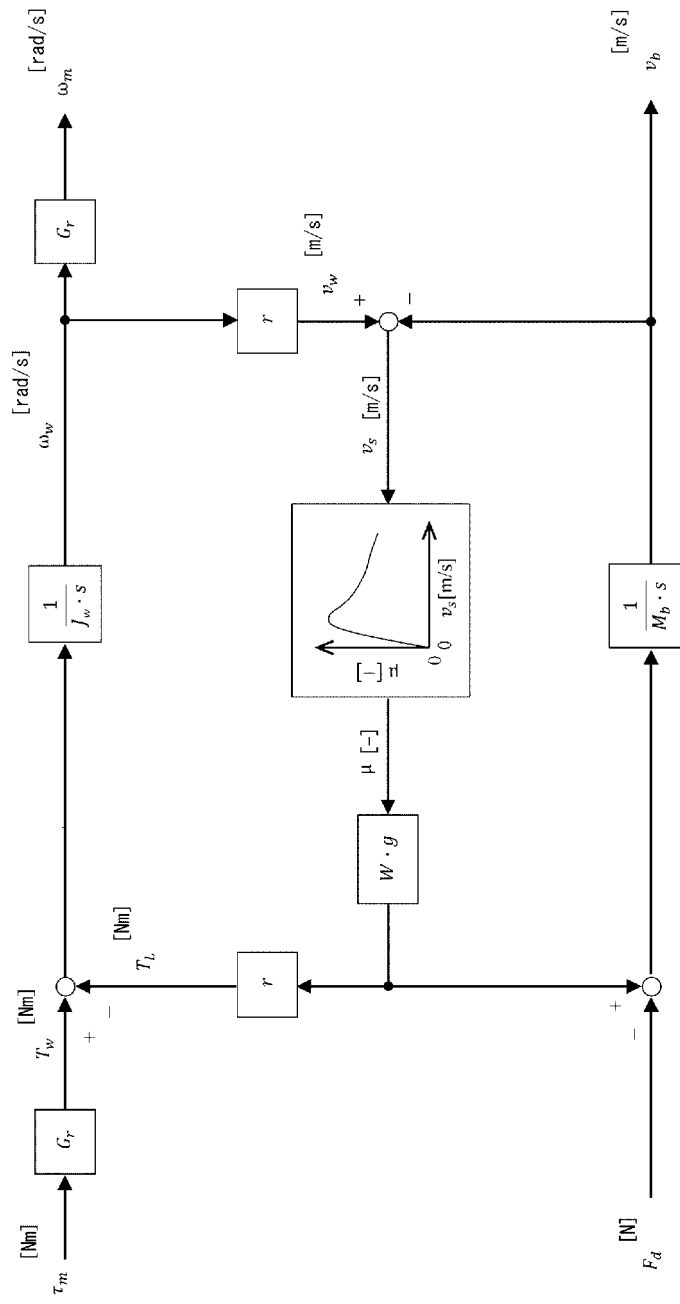 [Nm]
τm
Gr
Tw
[Nm]
+
−
TL
[Nm]
r
1
Jw · s
ωw
[rad/s]
Gr
ωm
[rad/s]
r
vw
[m/s]
+
−
vs
[m/s]
μ [−]
0
0
vs[m/s]
μ [−]
W · g
[N]
Fd
−
+
1
Mb · s
vb
[m/s]